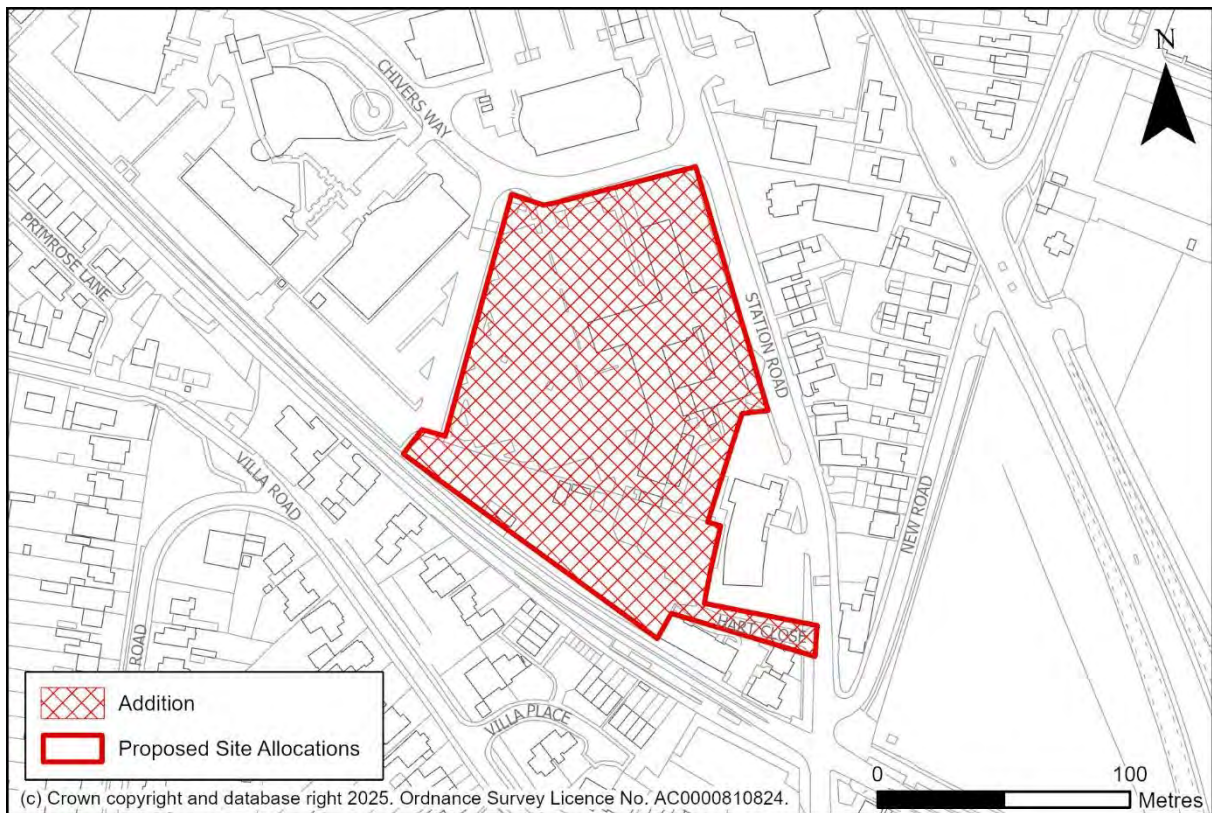 N
CHIVERS WAY
PRIMROSE LANE
STATION ROAD
VILLA ROAD
NEW ROAD
HART CLOSE
ROAD
VILLA PLACE
Addition
Proposed Site Allocations
0 100
Metres
(c) Crown copyright and database right 2025. Ordnance Survey Licence No. AC0000810824.